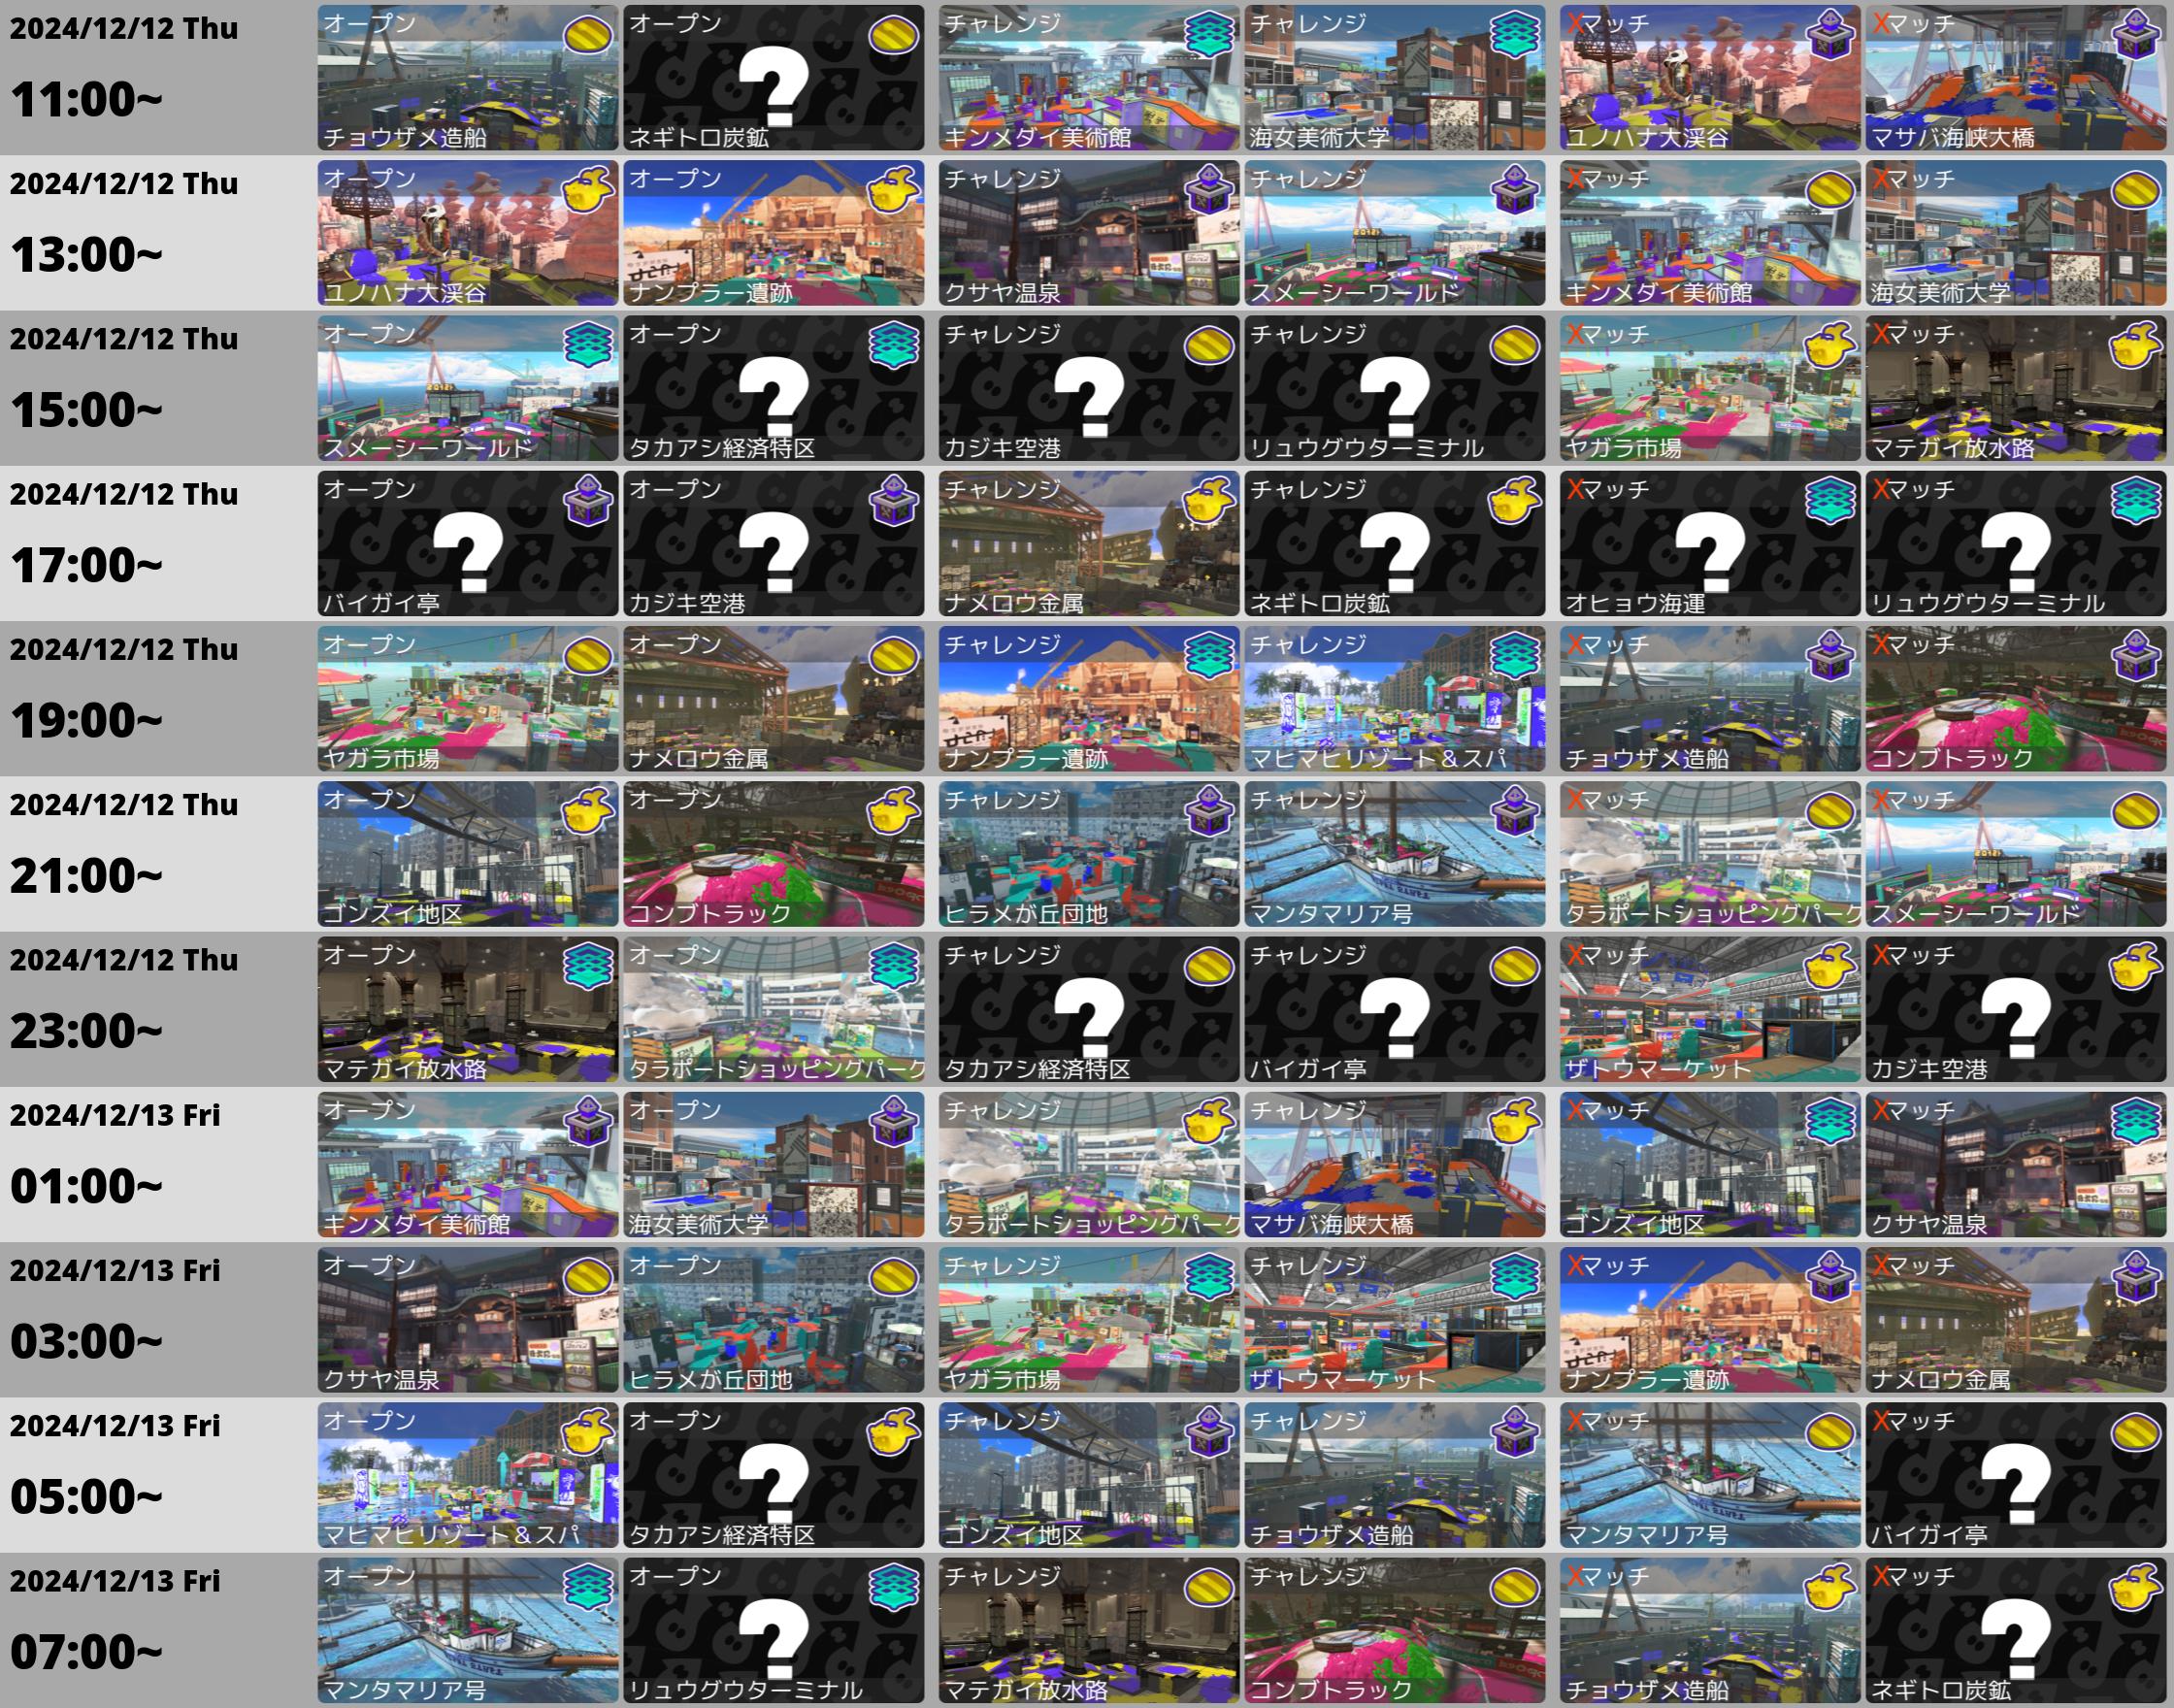 2024/12/12 Thu
11:00~
オープン
チョウザメ造船
オープン
ネギトロ炭鉱
チャレンジ
キンメダイ美術館
チャレンジ
海女美術大学
Xマッチ
ユノハナ大渓谷
Xマッチ
マサバ海峡大橋
2024/12/12 Thu
13:00~
オープン
ユノハナ大渓谷
オープン
ナンプラー遺跡
チャレンジ
クサヤ温泉
チャレンジ
スメーシーワールド
Xマッチ
キンメダイ美術館
Xマッチ
海女美術大学
2024/12/12 Thu
15:00~
オープン
スメーシーワールド
オープン
タカアシ経済特区
チャレンジ
カジキ空港
チャレンジ
リュウグウターミナル
Xマッチ
ヤガラ市場
Xマッチ
マテガイ放水路
2024/12/12 Thu
17:00~
オープン
バイガイ亭
オープン
カジキ空港
チャレンジ
ナメロウ金属
チャレンジ
ネギトロ炭鉱
Xマッチ
オヒョウ海運
Xマッチ
リュウグウターミナル
2024/12/12 Thu
19:00~
オープン
ヤガラ市場
オープン
ナメロウ金属
チャレンジ
ナンプラー遺跡
チャレンジ
マヒマヒリゾート＆スパ
Xマッチ
チョウザメ造船
Xマッチ
コンブトラック
2024/12/12 Thu
21:00~
オープン
ゴンズイ地区
オープン
コンブトラック
チャレンジ
ヒラメが丘団地
チャレンジ
マンタマリア号
Xマッチ
タラポートショッピングパーク
Xマッチ
スメーシーワールド
2024/12/12 Thu
23:00~
オープン
マテガイ放水路
オープン
タラポートショッピングパーク
チャレンジ
タカアシ経済特区
チャレンジ
バイガイ亭
Xマッチ
ザトウマーケット
Xマッチ
カジキ空港
2024/12/13 Fri
01:00~
オープン
キンメダイ美術館
オープン
海女美術大学
チャレンジ
タラポートショッピングパーク
チャレンジ
マサバ海峡大橋
Xマッチ
ゴンズイ地区
Xマッチ
クサヤ温泉
2024/12/13 Fri
03:00~
オープン
クサヤ温泉
オープン
ヒラメが丘団地
チャレンジ
ヤガラ市場
チャレンジ
ザトウマーケット
Xマッチ
ナンプラー遺跡
Xマッチ
ナメロウ金属
2024/12/13 Fri
05:00~
オープン
マヒマヒリゾート＆スパ
オープン
タカアシ経済特区
チャレンジ
ゴンズイ地区
チャレンジ
チョウザメ造船
Xマッチ
マンタマリア号
Xマッチ
バイガイ亭
2024/12/13 Fri
07:00~
オープン
マンタマリア号
オープン
リュウグウターミナル
チャレンジ
マテガイ放水路
チャレンジ
コンブトラック
Xマッチ
チョウザメ造船
Xマッチ
ネギトロ炭鉱